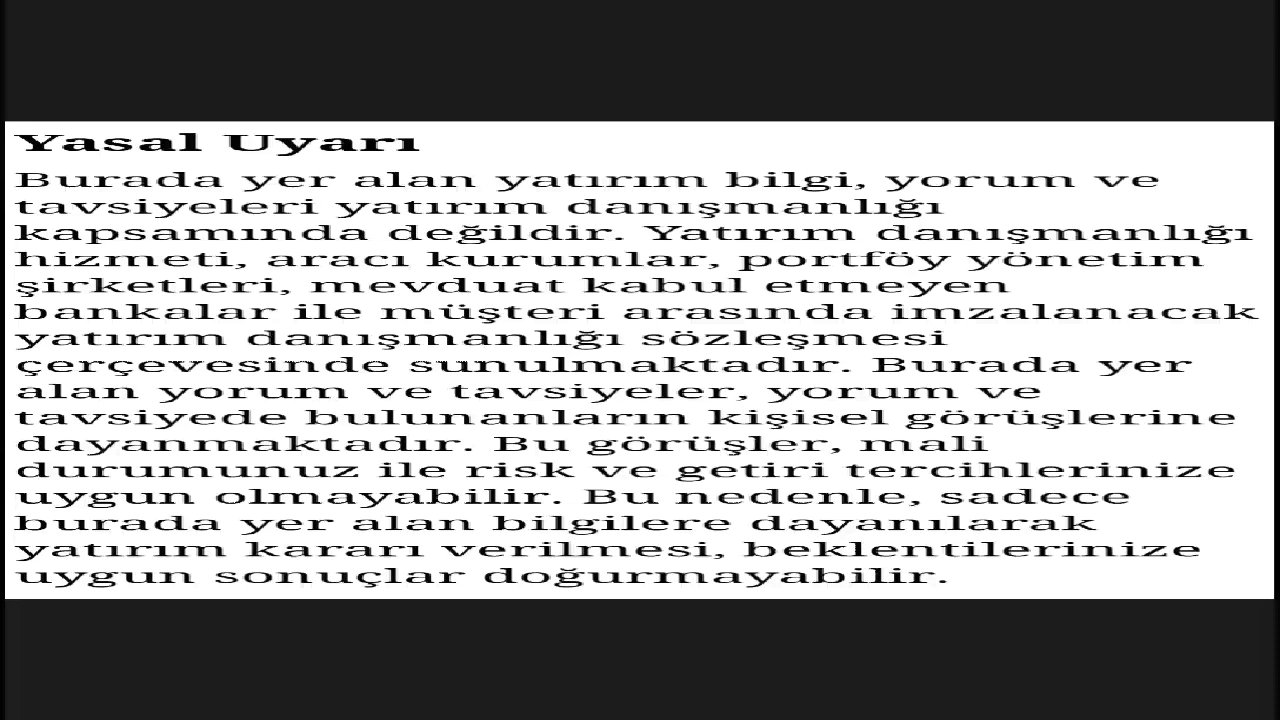 Yasal Uyarı
Burada yer alan yatırım bilgi, yorum ve
tavsiyeleri yatırım danışmanlığı
kapsamında değildir. Yatırım danışmanlığı
hizmeti, aracı kurumlar, portföy yönetim
şirketleri, mevduat kabul etmeyen
bankalar ile müşteri arasında imzalanacak
yatırım danışmanlığı sözleşmesi
çerçevesinde sunulmaktadır. Burada yer
alan yorum ve tavsiyeler, yorum ve
tavsiyede bulunanların kişisel görüşlerine
dayanmaktadır. Bu görüşler, mali
durumunuz ile risk ve getiri tercihlerinize
uygun olmayabilir. Bu nedenle, sadece
burada yer alan bilgilere dayanılarak
yatırım kararı verilmesi, beklentilerinize
uygun sonuçlar doğurmayabilir.